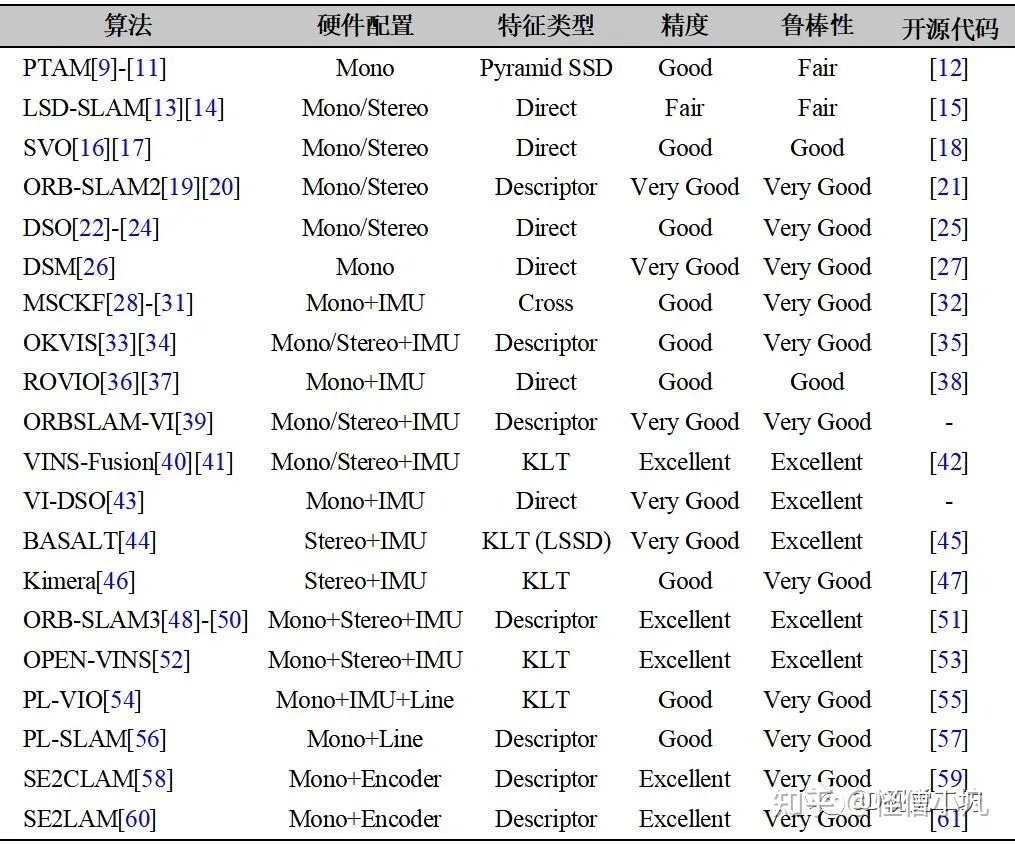 算法 硬件配置 特征类型 精度 鲁棒性 开源代码
PTAM[9]-[11] Mono Pyramid SSD Good Fair [12]
LSD-SLAM[13][14] Mono/Stereo Direct Fair Fair [15]
SVO[16][17] Mono/Stereo Direct Good Good [18]
ORB-SLAM2[19][20] Mono/Stereo Descriptor Very Good Very Good [21]
DSO[22]-[24] Mono/Stereo Direct Good Very Good [25]
DSM[26] Mono Direct Very Good Very Good [27]
MSCKF[28]-[31] Mono+IMU Cross Good Very Good [32]
OKVIS[33][34] Mono/Stereo+IMU Descriptor Good Very Good [35]
ROVIO[36][37] Mono+IMU Direct Good Good [38]
ORBSLAM-VI[39] Mono/Stereo+IMU Descriptor Very Good Very Good -
VINS-Fusion[40][41] Mono/Stereo+IMU KLT Excellent Excellent [42]
VI-DSO[43] Mono+IMU Direct Very Good Excellent -
BASALT[44] Stereo+IMU KLT (LSSD) Very Good Excellent [45]
Kimera[46] Stereo+IMU KLT Good Very Good [47]
ORB-SLAM3[48]-[50] Mono+Stereo+IMU Descriptor Excellent Excellent [51]
OPEN-VINS[52] Mono+Stereo+IMU KLT Excellent Excellent [53]
PL-VIO[54] Mono+IMU+Line KLT Good Very Good [55]
PL-SLAM[56] Mono+Line Descriptor Good Very Good [57]
SE2CLAM[58] Mono+Encoder Descriptor Excellent Very Good [59]
SE2LAM[60] Mono+Encoder Descriptor Excellent Very Good [61]
知乎